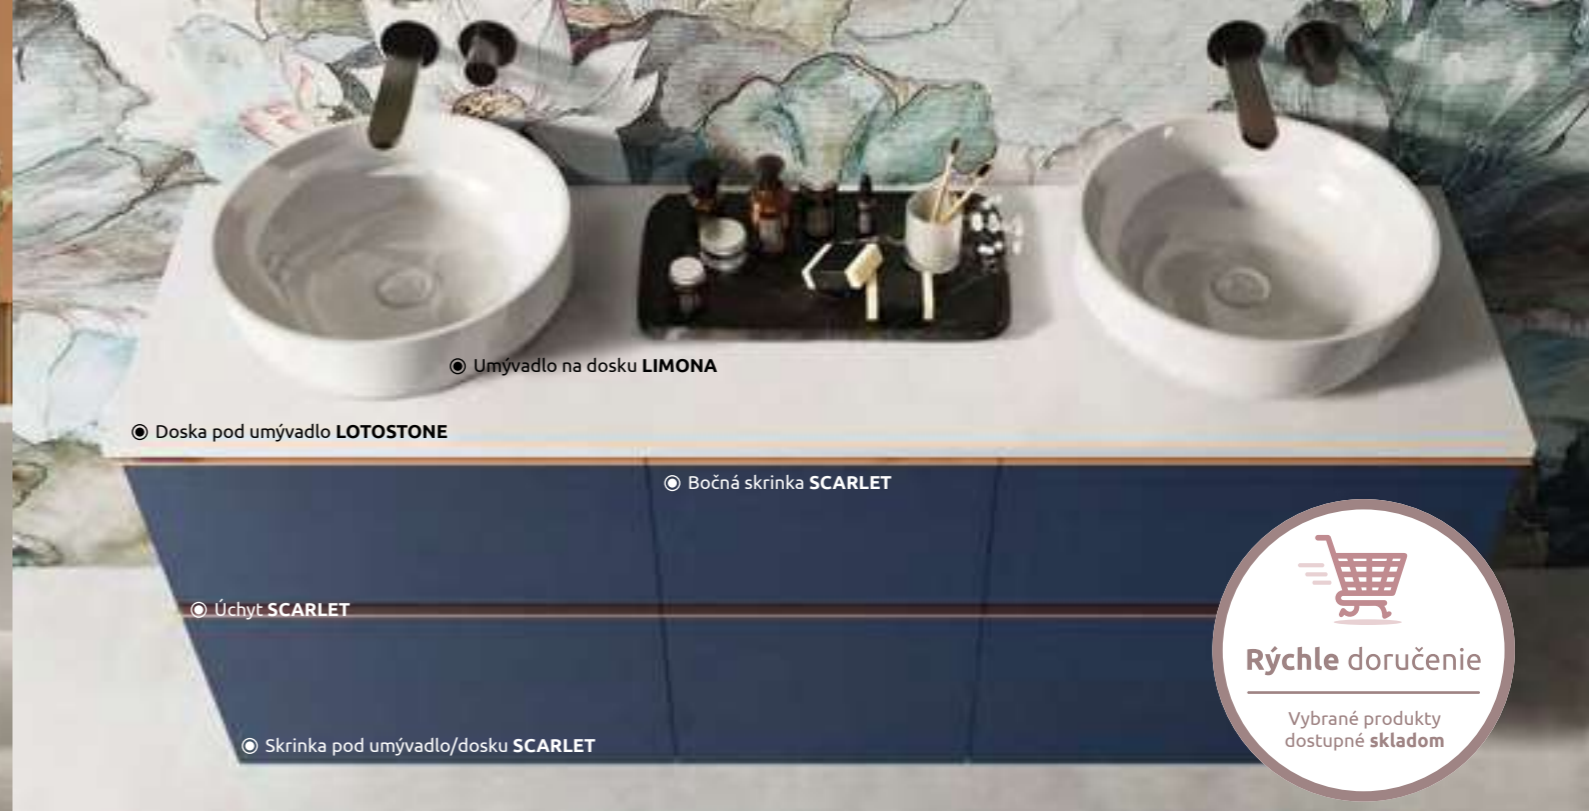 Umývadlo na dosku LIMONA
Doska pod umývadlo LOTOSTONE
Bočná skrinka SCARLET
Úchyt SCARLET
Skrinka pod umývadlo/dosku SCARLET
Rýchle doručenie
Vybrané produkty
dostupné skladom